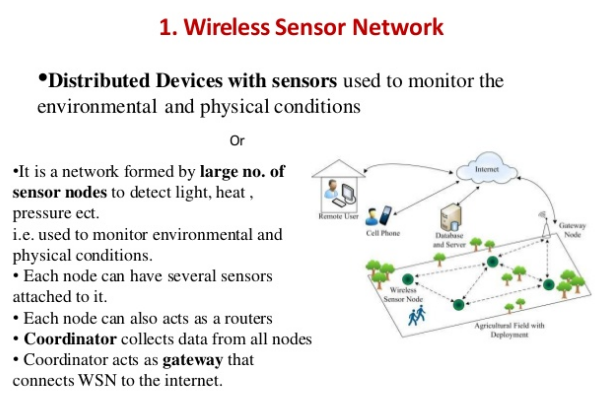 1. Wireless Sensor Network
•Distributed Devices with sensors used to monitor the
environmental and physical conditions
Or
•It is a network formed by large no. of
sensor nodes to detect light, heat ,
pressure ect.
i.e. used to monitor environmental and
physical conditions.
• Each node can have several sensors
attached to it.
• Each node can also acts as a routers
• Coordinator collects data from all nodes
• Coordinator acts as gateway that
connects WSN to the internet.
Internet
Remote User
Cell Phone
Database
and Server
Gateway
Node
Wireless
Sensor Node
Agricultural Field with
Deployment